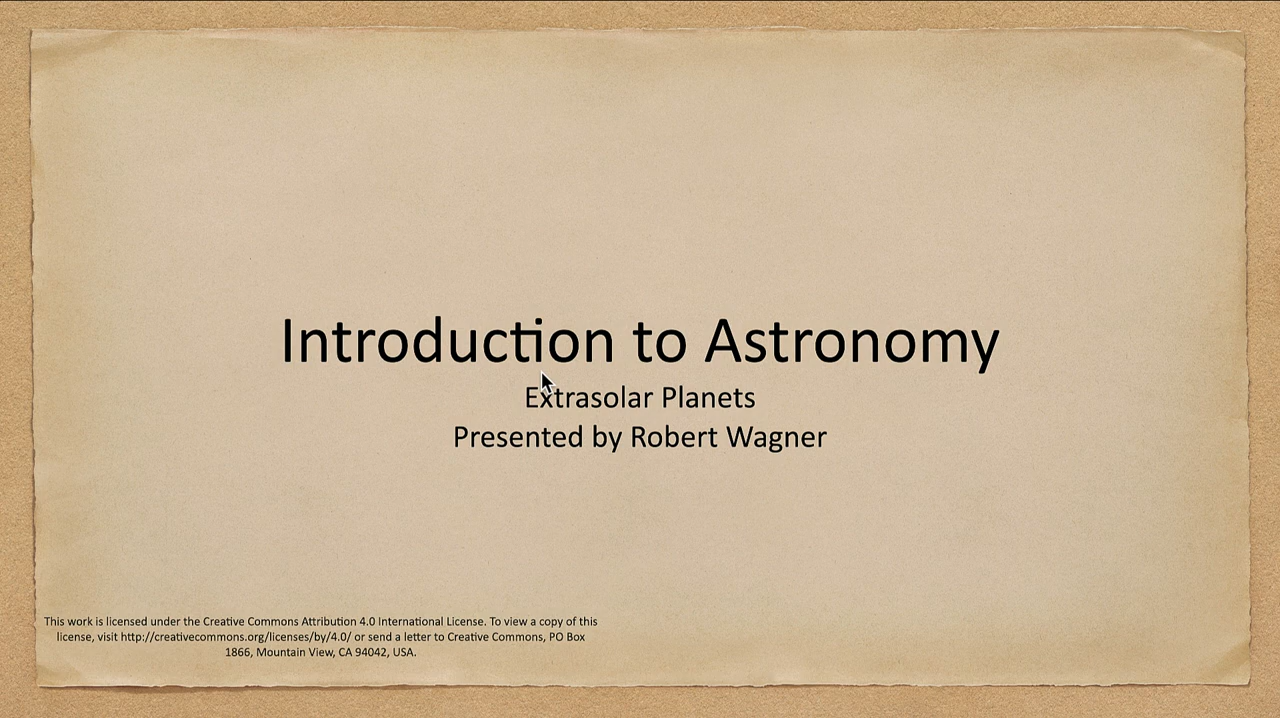 Introduction to Astronomy
Extrasolar Planets
Presented by Robert Wagner
This work is licensed under the Creative Commons Attribution 4.0 International License. To view a copy of this
license, visit http://creativecommons.org/licenses/by/4.0/ or send a letter to Creative Commons, PO Box
1866, Mountain View, CA 94042, USA.